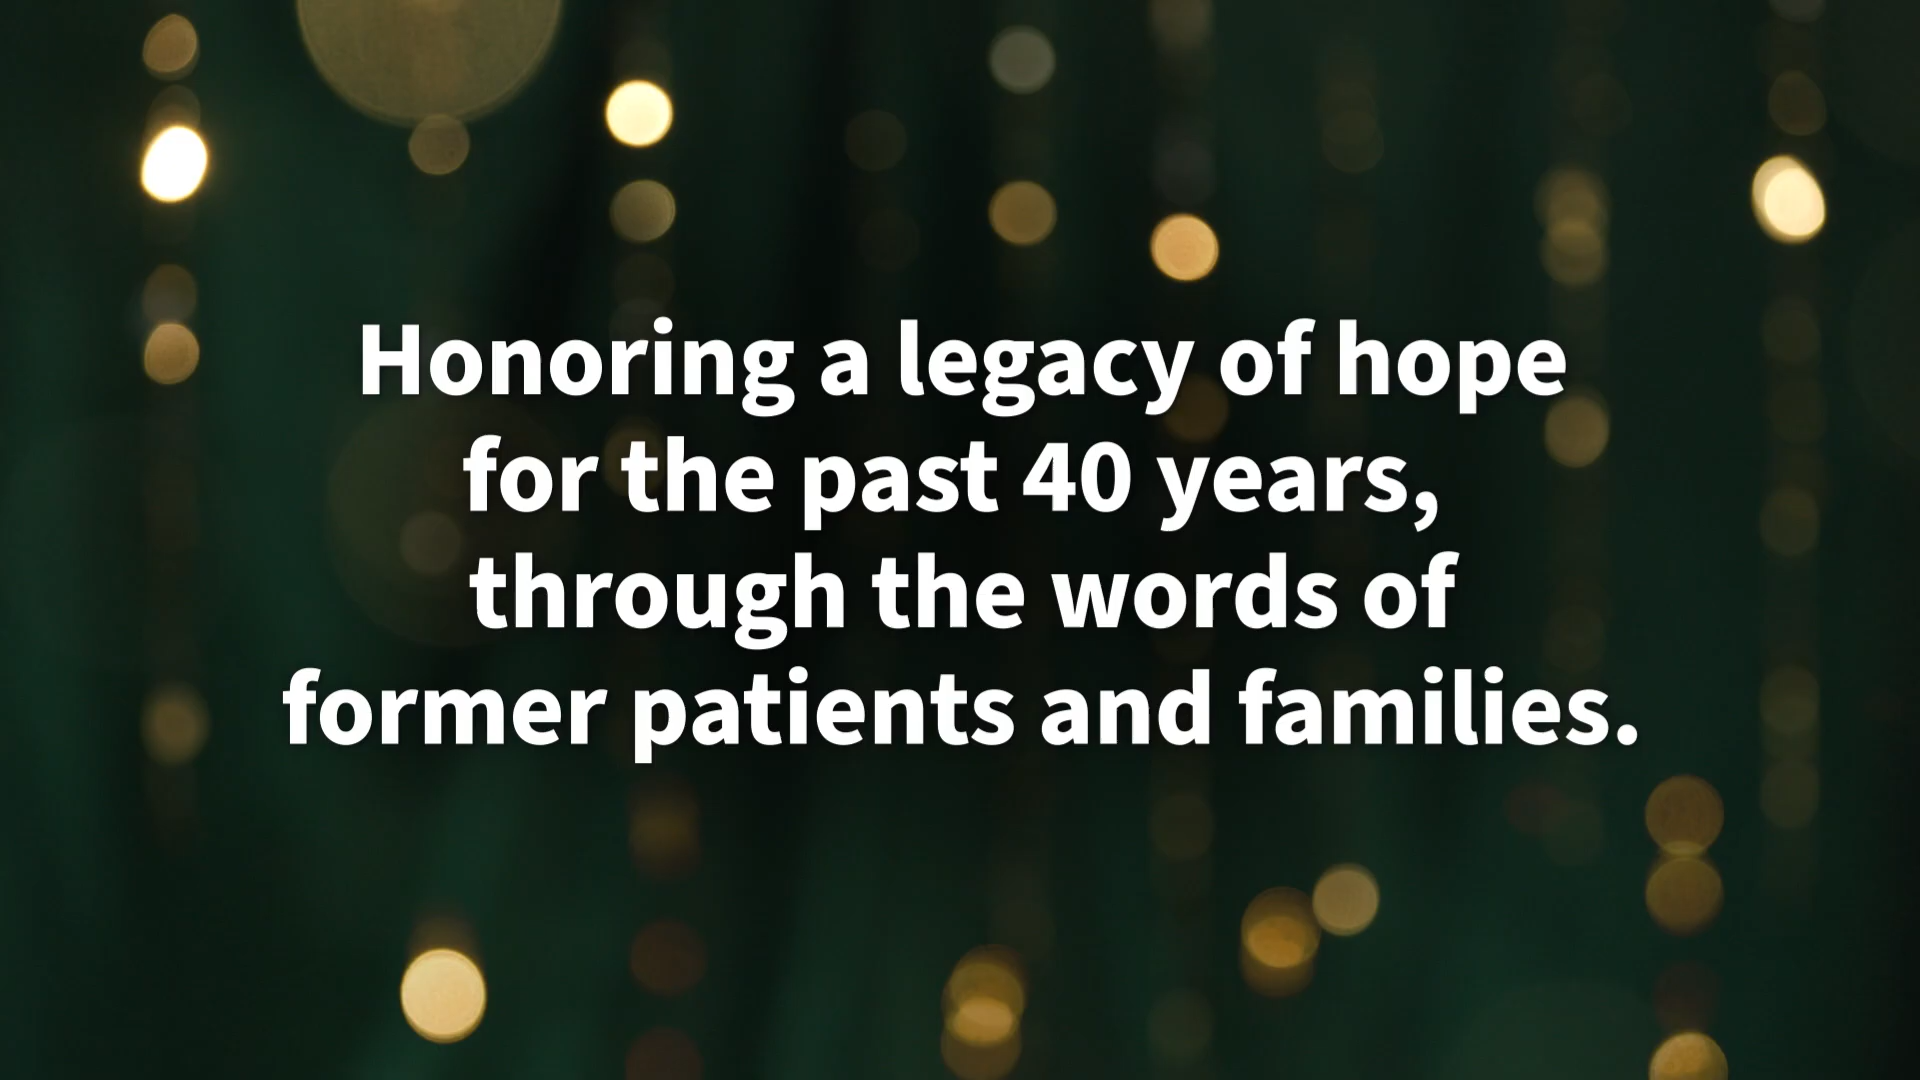 Honoring a legacy of hope
for the past 40 years,
through the words of
former patients and families.